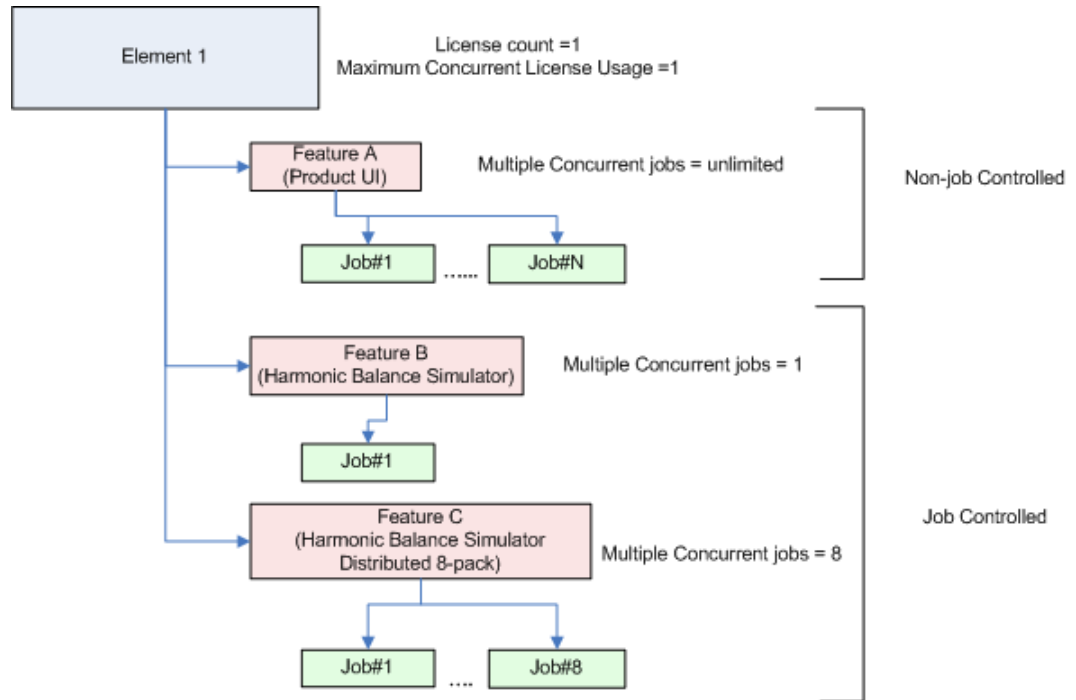 Element 1
License count =1
Maximum Concurrent License Usage =1
Feature A
(Product UI)
Multiple Concurrent jobs = unlimited
Non-job Controlled
Job#1
......
Job#N
Feature B
(Harmonic Balance Simulator)
Multiple Concurrent jobs = 1
Job#1
Feature C
(Harmonic Balance Simulator
Distributed 8-pack)
Multiple Concurrent jobs = 8
Job Controlled
Job#1
....
Job#8